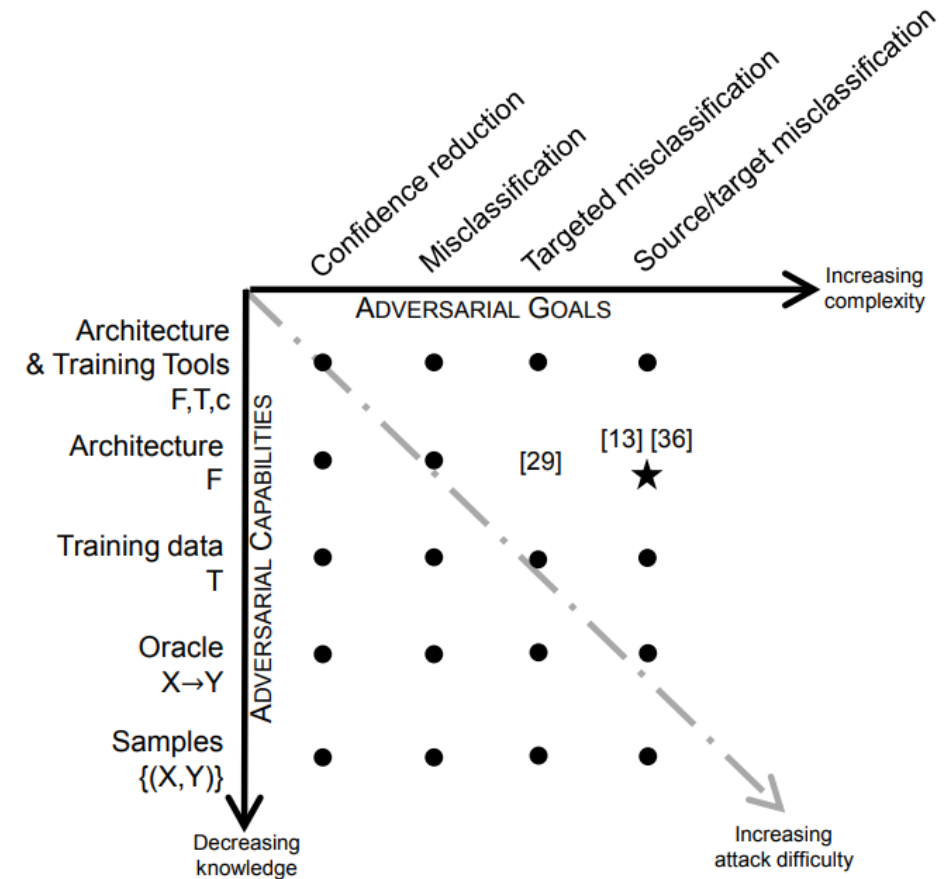 Confidence reduction
Misclassification
Targeted misclassification
Source/target misclassification
Increasing
complexity
ADVERSARIAL GOALS
Architecture
& Training Tools
F,T,c
Architecture
F
[29]
[13] [36]
Training data
T
ADVERSARIAL CAPABILITIES
Oracle
X→Y
Samples
{(X,Y)}
Decreasing
knowledge
Increasing
attack difficulty